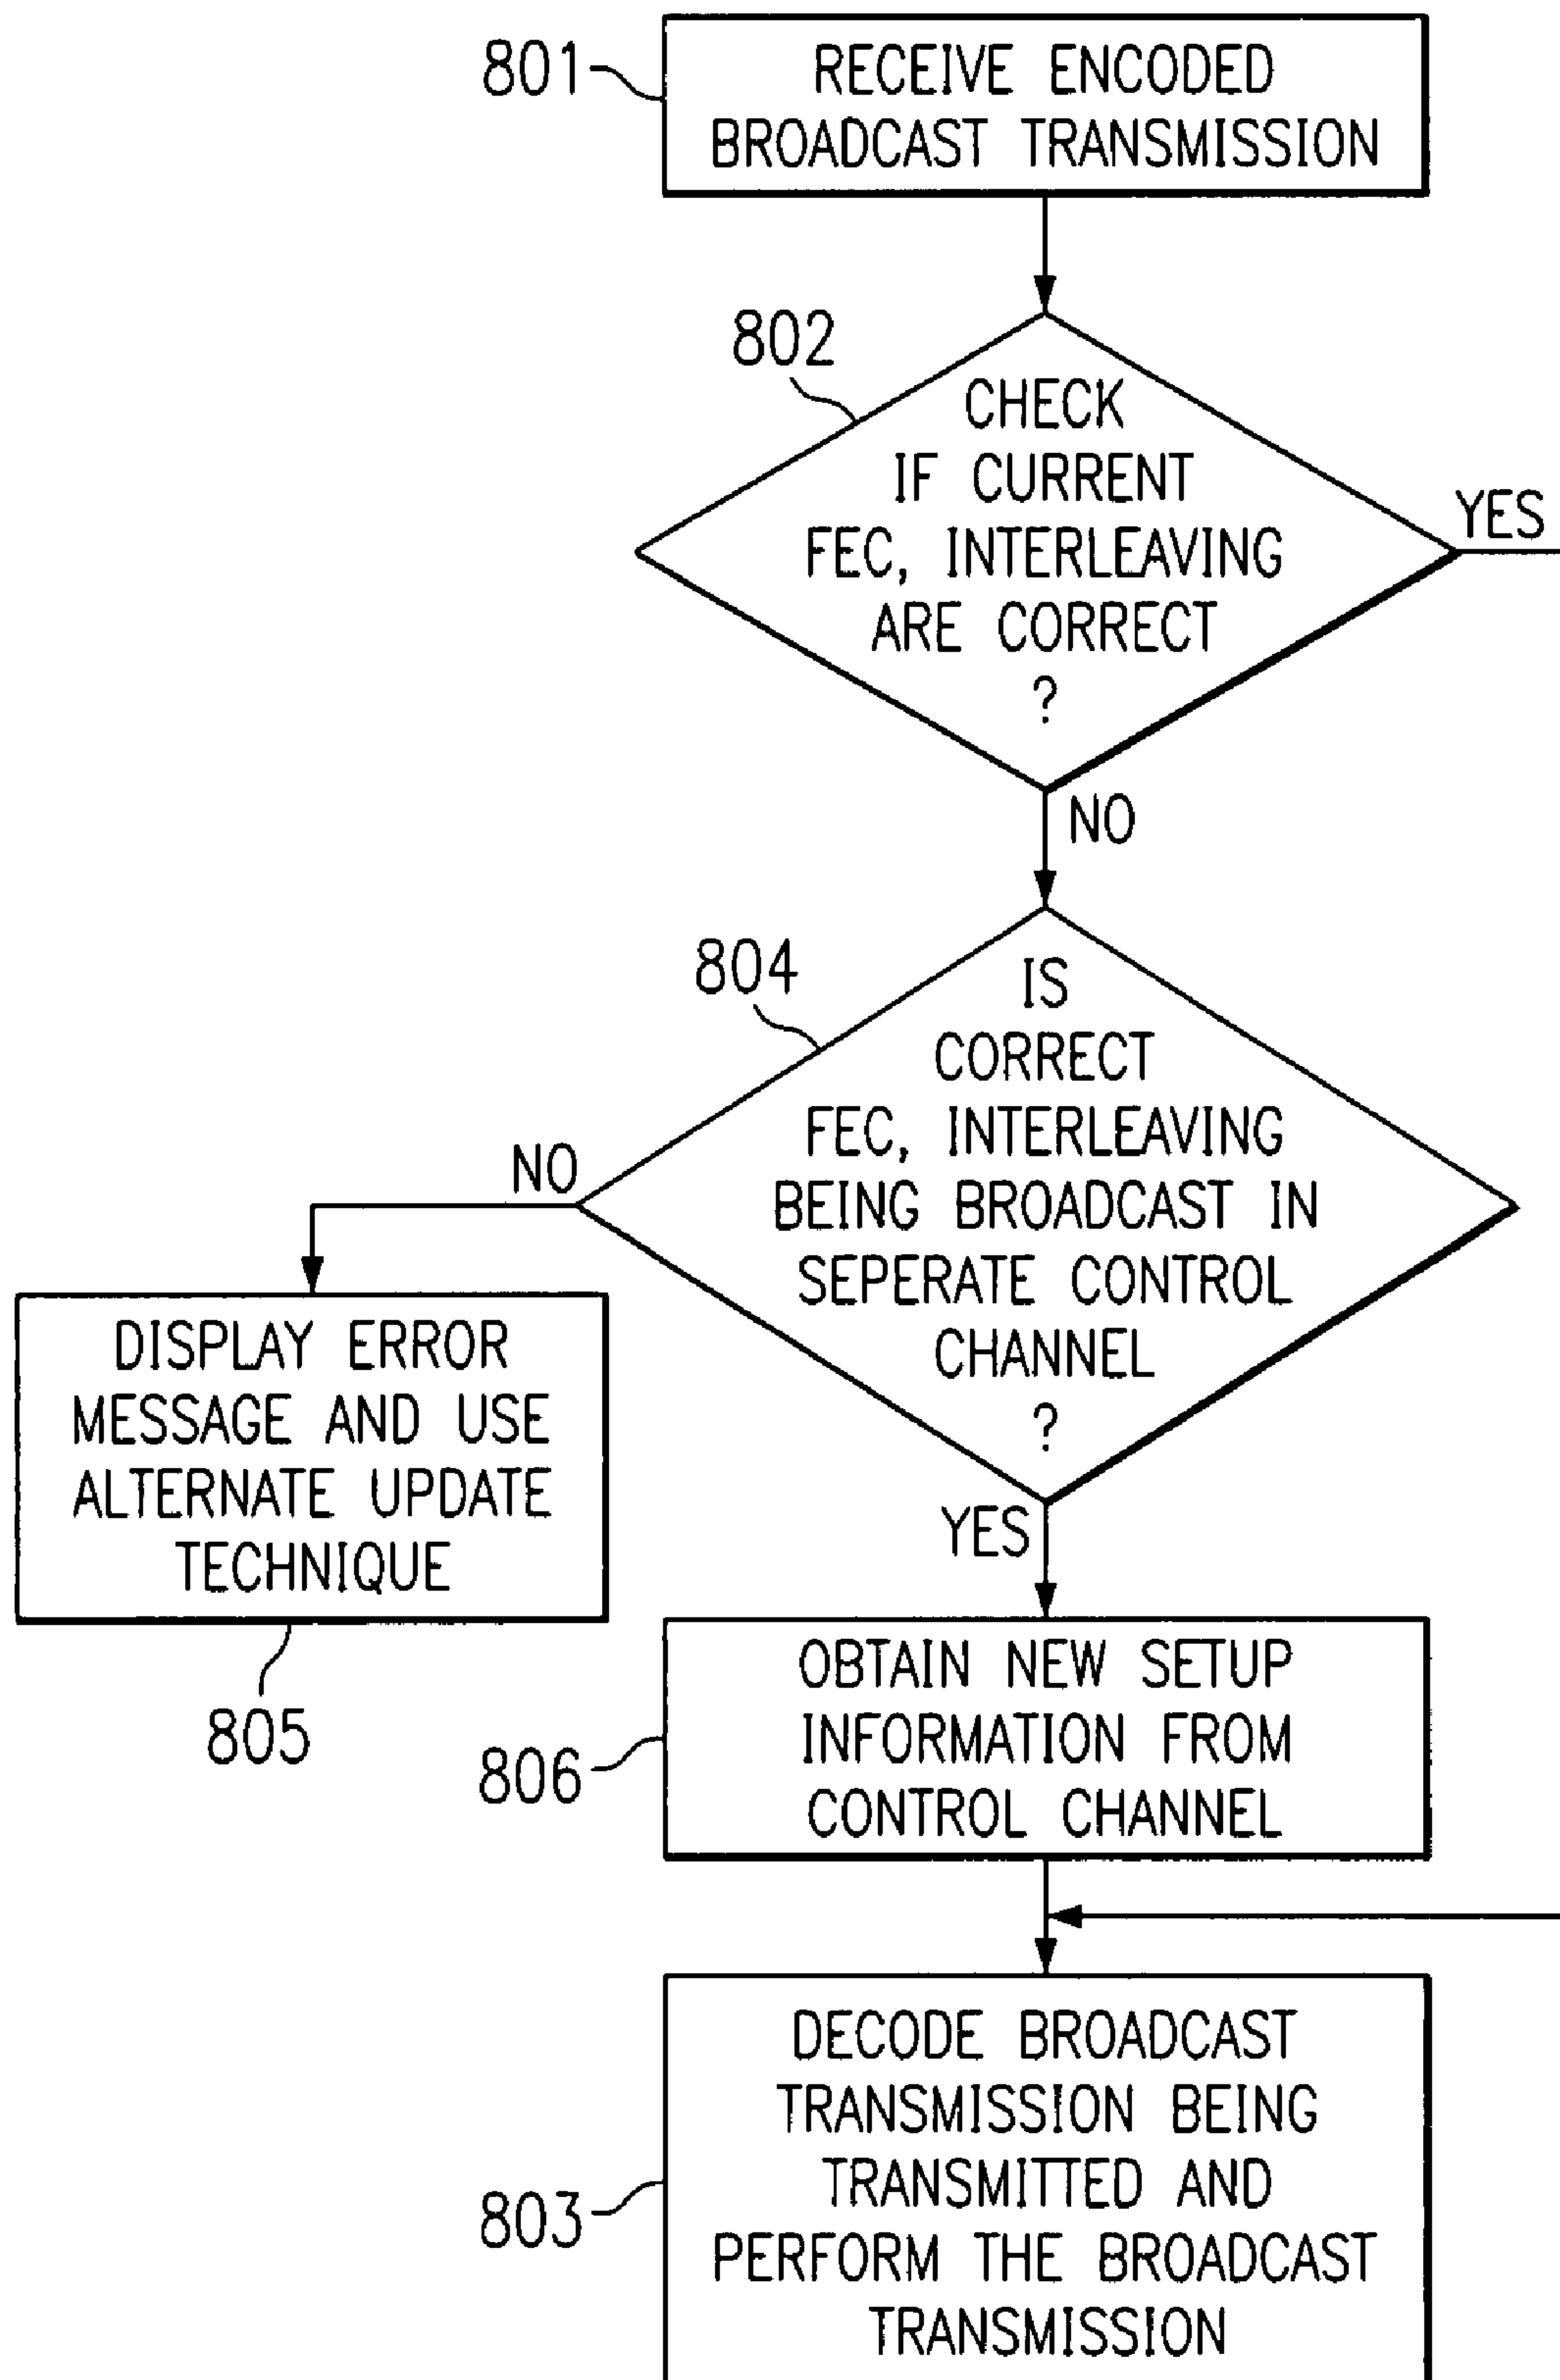 801
RECEIVE ENCODED
BROADCAST TRANSMISSION
802
CHECK
IF CURRENT
FEC, INTERLEAVING
ARE CORRECT
?
YES
NO
804
IS
CORRECT
FEC, INTERLEAVING
BEING BROADCAST IN
SEPERATE CONTROL
CHANNEL
?
NO
YES
DISPLAY ERROR
MESSAGE AND USE
ALTERNATE UPDATE
TECHNIQUE
805
806
OBTAIN NEW SETUP
INFORMATION FROM
CONTROL CHANNEL
803
DECODE BROADCAST
TRANSMISSION BEING
TRANSMITTED AND
PERFORM THE BROADCAST
TRANSMISSION